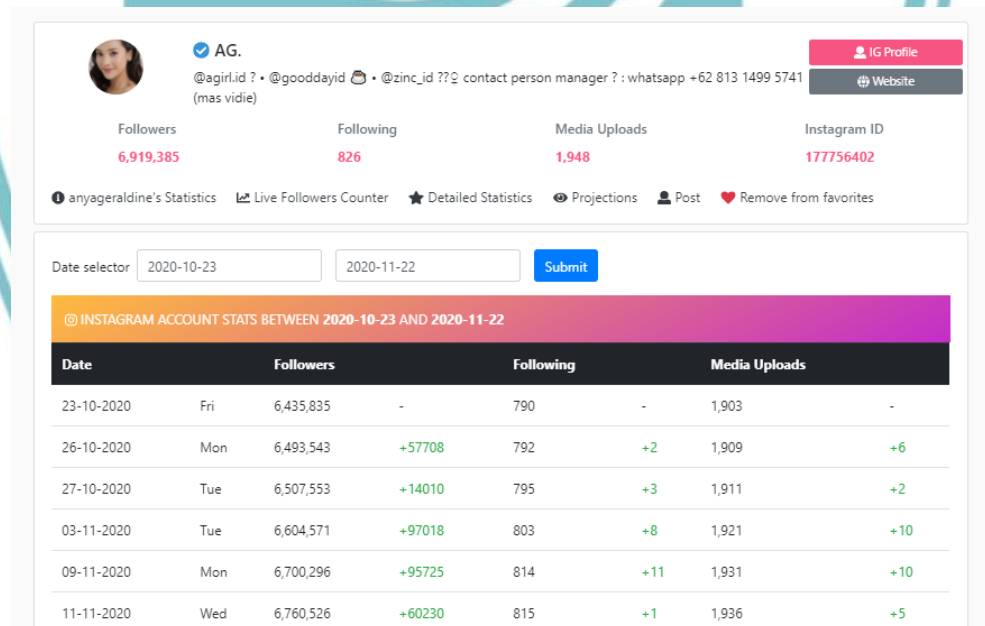 AG.
IG Profile
@agirl.id ? • @gooddayid • @zinc_id ??♀ contact person manager ? : whatsapp +62 813 1499 5741
Website
(mas vidie)
Followers Following Media Uploads Instagram ID
6,919,385 826 1,948 177756402
anyageraldine's Statistics Live Followers Counter Detailed Statistics Projections Post Remove from favorites
Date selector 2020-10-23 2020-11-22 Submit
INSTAGRAM ACCOUNT STATS BETWEEN 2020-10-23 AND 2020-11-22
Date Followers Following Media Uploads
23-10-2020 Fri 6,435,835 - 790 - 1,903 -
26-10-2020 Mon 6,493,543 +57708 792 +2 1,909 +6
27-10-2020 Tue 6,507,553 +14010 795 +3 1,911 +2
03-11-2020 Tue 6,604,571 +97018 803 +8 1,921 +10
09-11-2020 Mon 6,700,296 +95725 814 +11 1,931 +10
11-11-2020 Wed 6,760,526 +60230 815 +1 1,936 +5